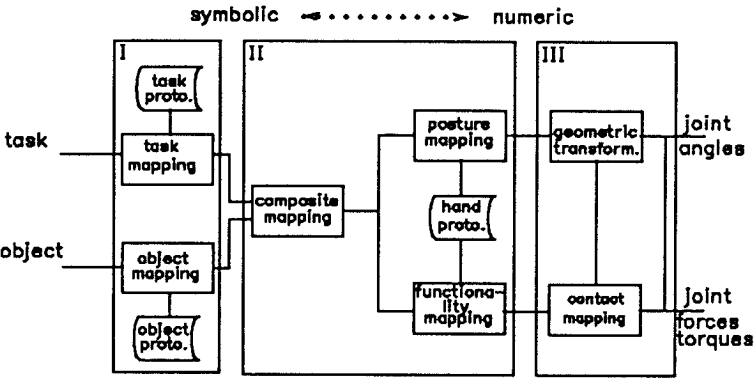 symbolic numeric
I
task
proto.
task
mapping
task
object
object
mapping
object
proto.
II
composite
mapping
posture
mapping
hand
proto.
functiona-
lity
mapping
III
geometric
transform.
contact
mapping
joint
angles
joint
forces
torques